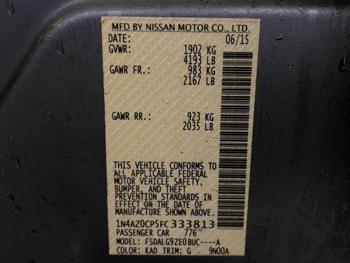 MFD BY NISSAN MOTOR CO., LTD.
DATE: 06/15
GVWR: 1902 KG
4193 LB
GAWR FR.: 983 KG
2167 LB
GAWR RR.: 923 KG
2035 LB
THIS VEHICLE CONFORMS TO
ALL APPLICABLE FEDERAL
MOTOR VEHICLE SAFETY,
BUMPER, AND THEFT
PREVENTION STANDARDS IN
EFFECT ON THE DATE OF
MANUFACTURE SHOWN ABOVE.
1N4AZ0CP5FC333813
PASSENGER CAR 776
MODEL: FSDALG9ZE0BUC----A
COLOR: KAD TRIM: G 9N00A